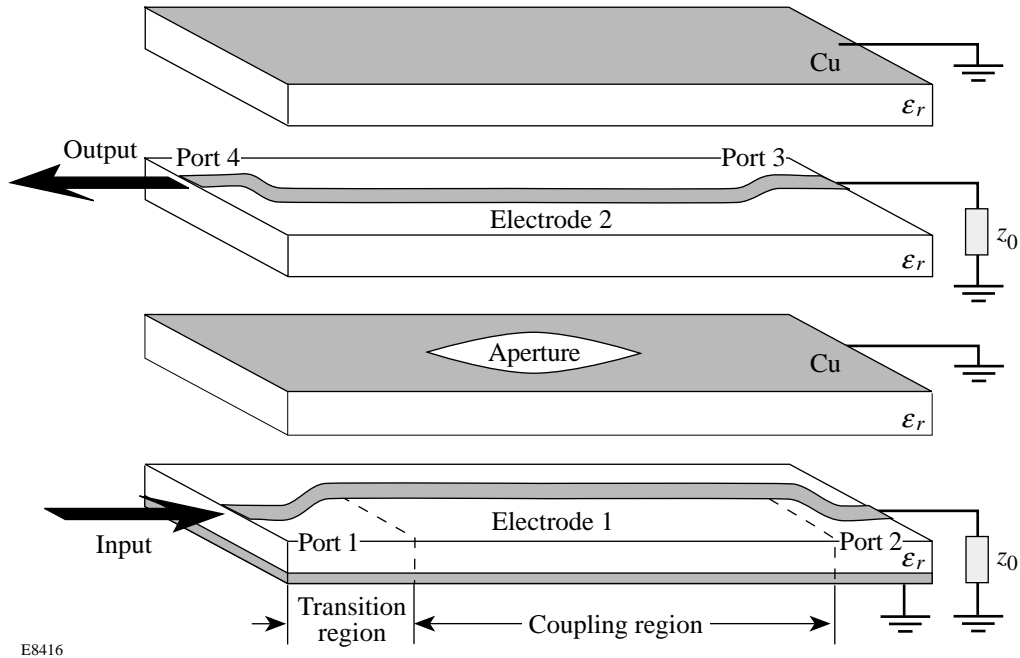 Cu
εr
Output
Port 4
Port 3
Electrode 2
z0
εr
Aperture
Cu
εr
Input
Electrode 1
Port 1
Port 2
εr
z0
Transition
region
Coupling region
E8416